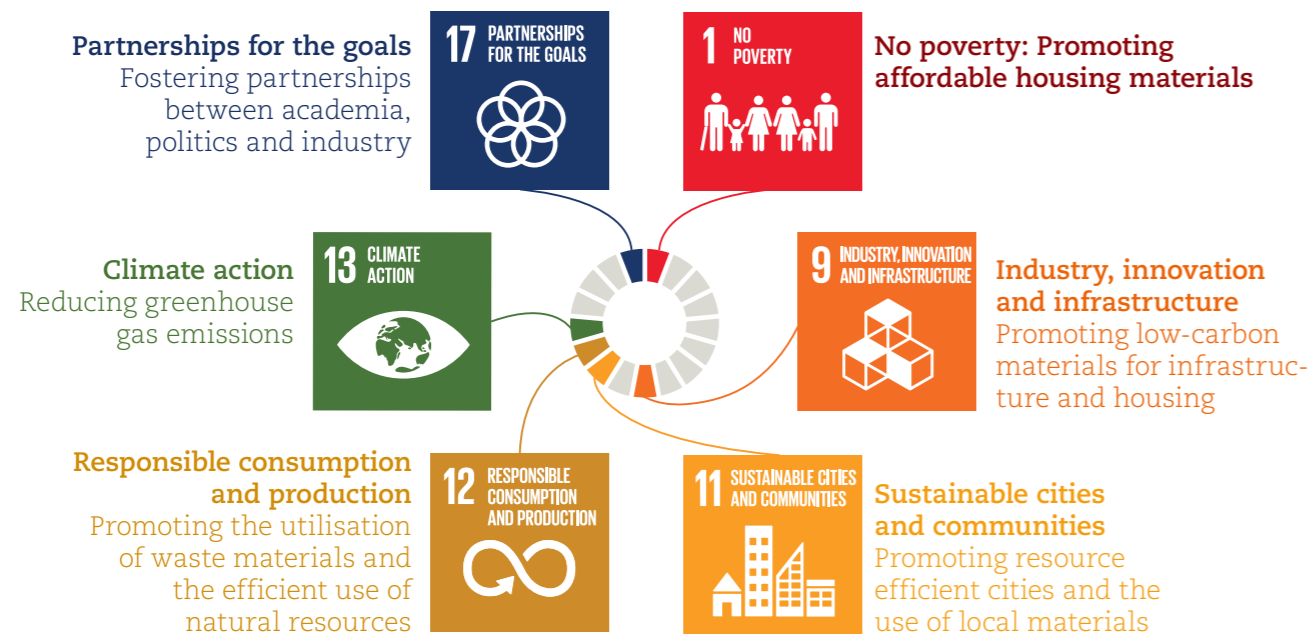 Partnerships for the goals
Fostering partnerships
between academia,
politics and industry
17 PARTNERSHIPS
FOR THE GOALS
1 NO
POVERTY
No poverty: Promoting
affordable housing materials
Climate action
Reducing greenhouse
gas emissions
13 CLIMATE
ACTION
9 INDUSTRY, INNOVATION
AND INFRASTRUCTURE
Industry, innovation
and infrastructure
Promoting low-carbon
materials for infrastruc-
ture and housing
Responsible consumption
and production
Promoting the utilisation
of waste materials and
the efficient use of
natural resources
12 RESPONSIBLE
CONSUMPTION
AND PRODUCTION
11 SUSTAINABLE CITIES
AND COMMUNITIES
Sustainable cities
and communities
Promoting resource
efficient cities and the
use of local materials